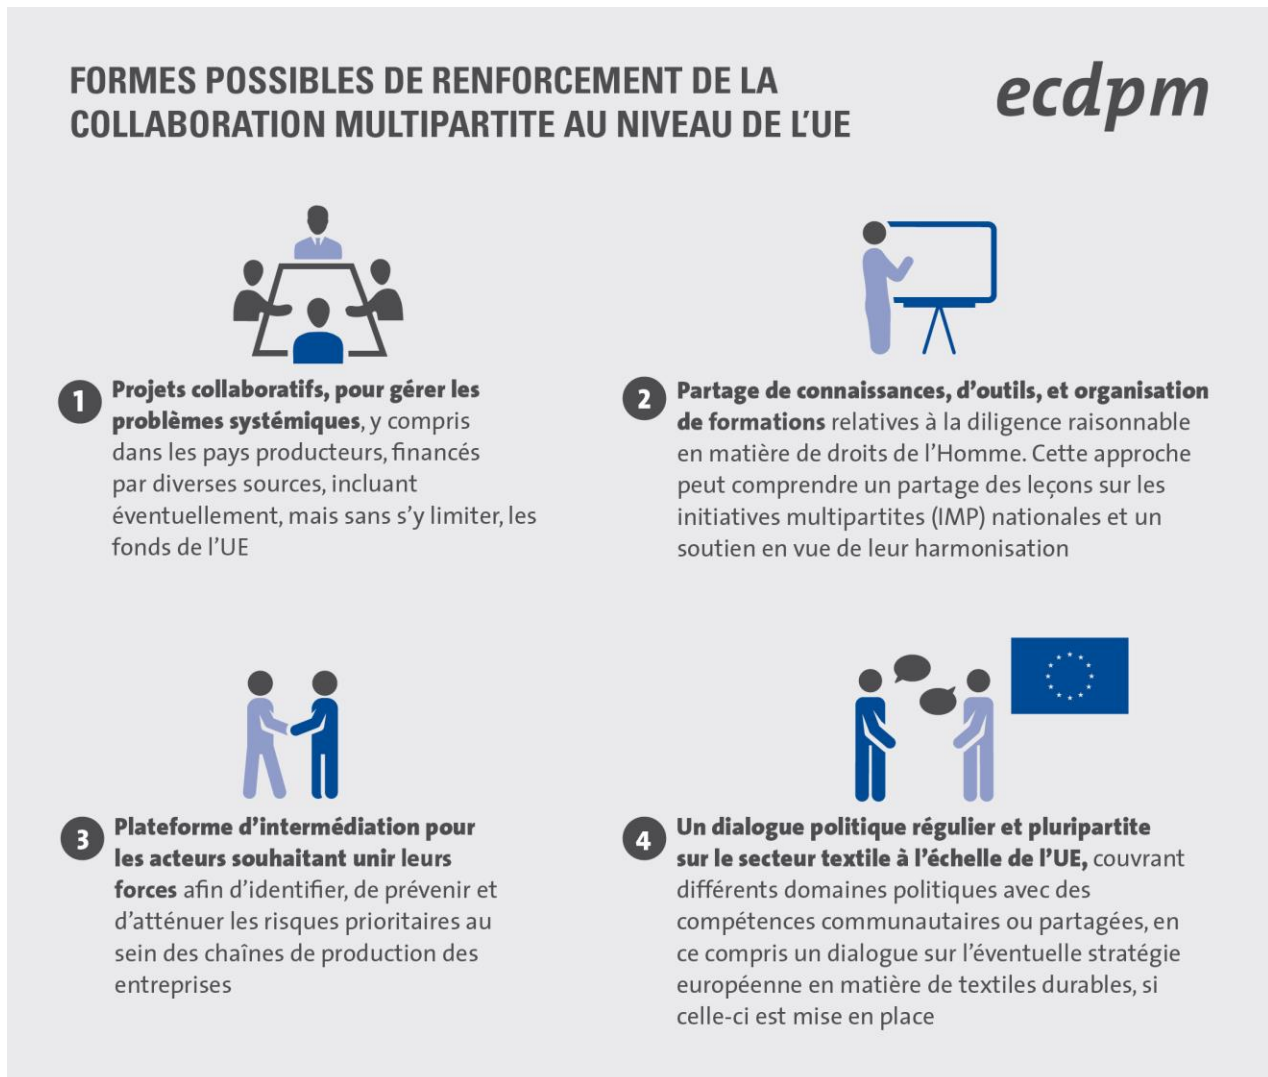 FORMES POSSIBLES DE RENFORCEMENT DE LA
COLLABORATION MULTIPARTITE AU NIVEAU DE L’UE
ecdpm
1
Projets collaboratifs, pour gérer les
problèmes systémiques, y compris
dans les pays producteurs, financés
par diverses sources, incluant
éventuellement, mais sans s’y limiter, les
fonds de l’UE
2
Partage de connaissances, d’outils, et organisation
de formations relatives à la diligence raisonnable
en matière de droits de l’Homme. Cette approche
peut comprendre un partage des leçons sur les
initiatives multipartites (IMP) nationales et un
soutien en vue de leur harmonisation
3
Plateforme d’intermédiation pour
les acteurs souhaitant unir leurs
forces afin d’identifier, de prévenir et
d’atténuer les risques prioritaires au
sein des chaînes de production des
entreprises
4
Un dialogue politique régulier et pluripartite
sur le secteur textile à l’échelle de l’UE, couvrant
différents domaines politiques avec des
compétences communautaires ou partagées, en
ce compris un dialogue sur l’éventuelle stratégie
européenne en matière de textiles durables, si
celle-ci est mise en place